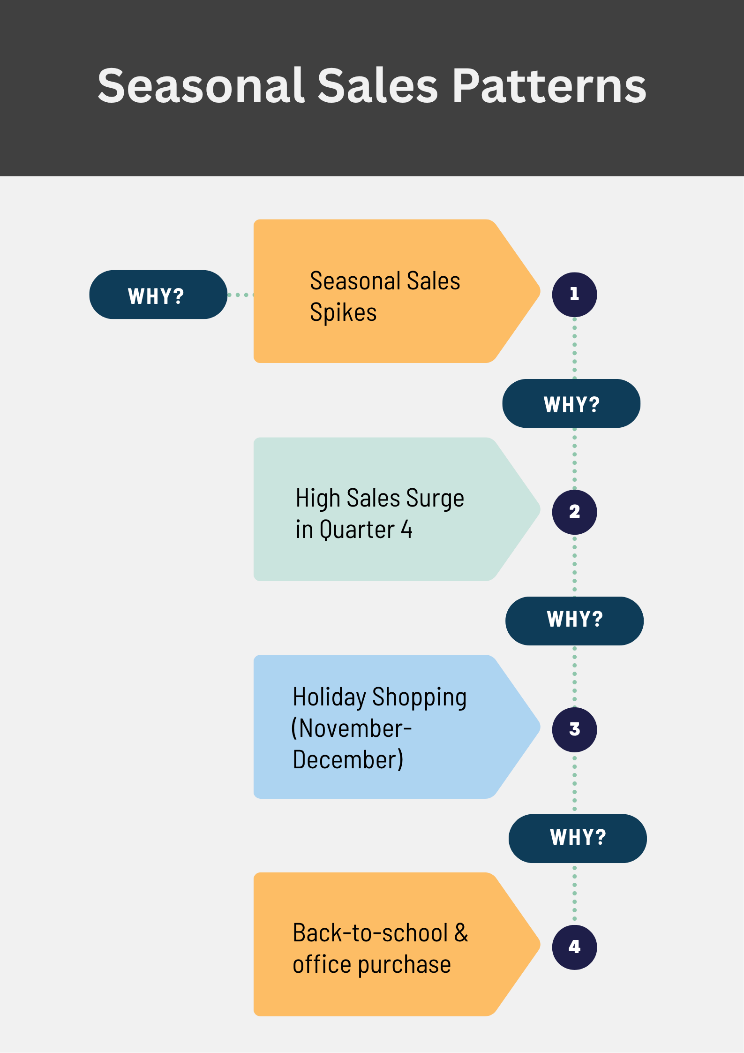 Seasonal Sales Patterns
WHY?
Seasonal Sales
Spikes
1
WHY?
High Sales Surge
in Quarter 4
2
WHY?
Holiday Shopping
(November-
December)
3
WHY?
Back-to-school &
office purchase
4